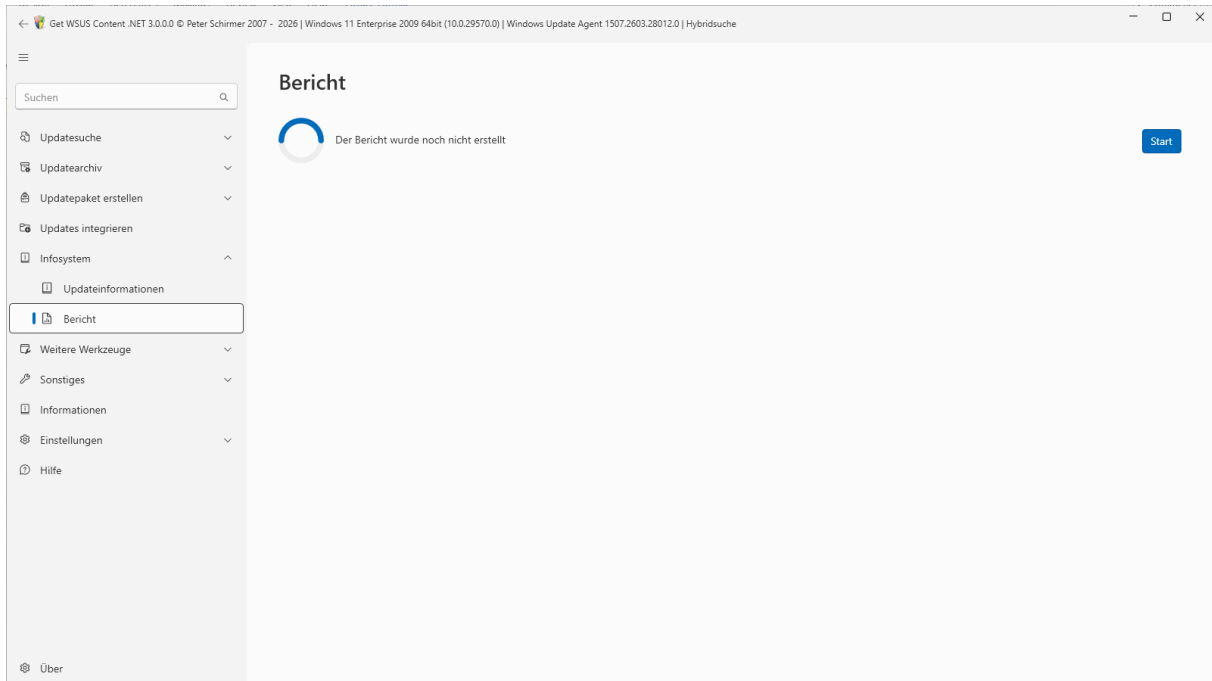 Get WSUS Content .NET 3.0.0.0 © Peter Schirmer 2007 - 2026 | Windows 11 Enterprise 2009 64bit (10.0.29570.0) | Windows Update Agent 1507.2603.28012.0 | Hybridsuche
Suchen
Updatesuche
Updatearchiv
Updatepaket erstellen
Updates integrieren
Infosystem
Updateinformationen
Bericht
Weitere Werkzeuge
Sonstiges
Informationen
Einstellungen
Hilfe
Über
Bericht
Der Bericht wurde noch nicht erstellt
Start